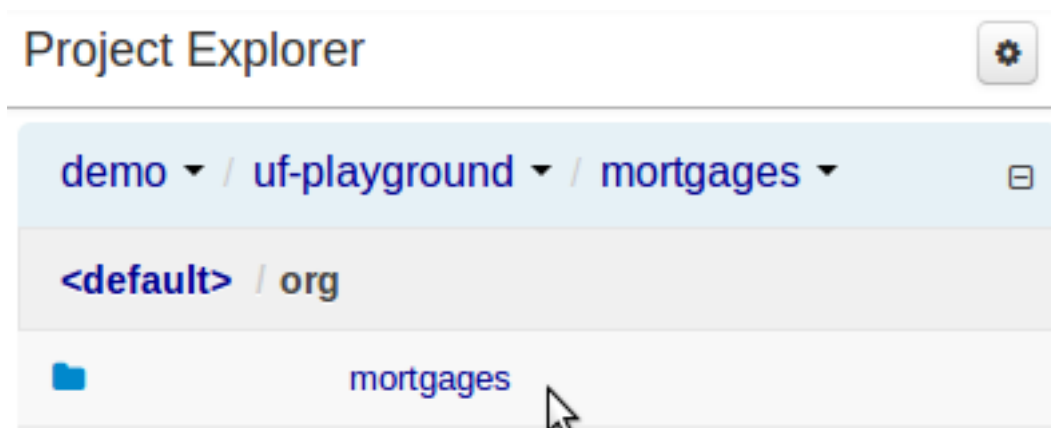 Project Explorer
demo / uf-playground / mortgages
<default> / org
mortgages